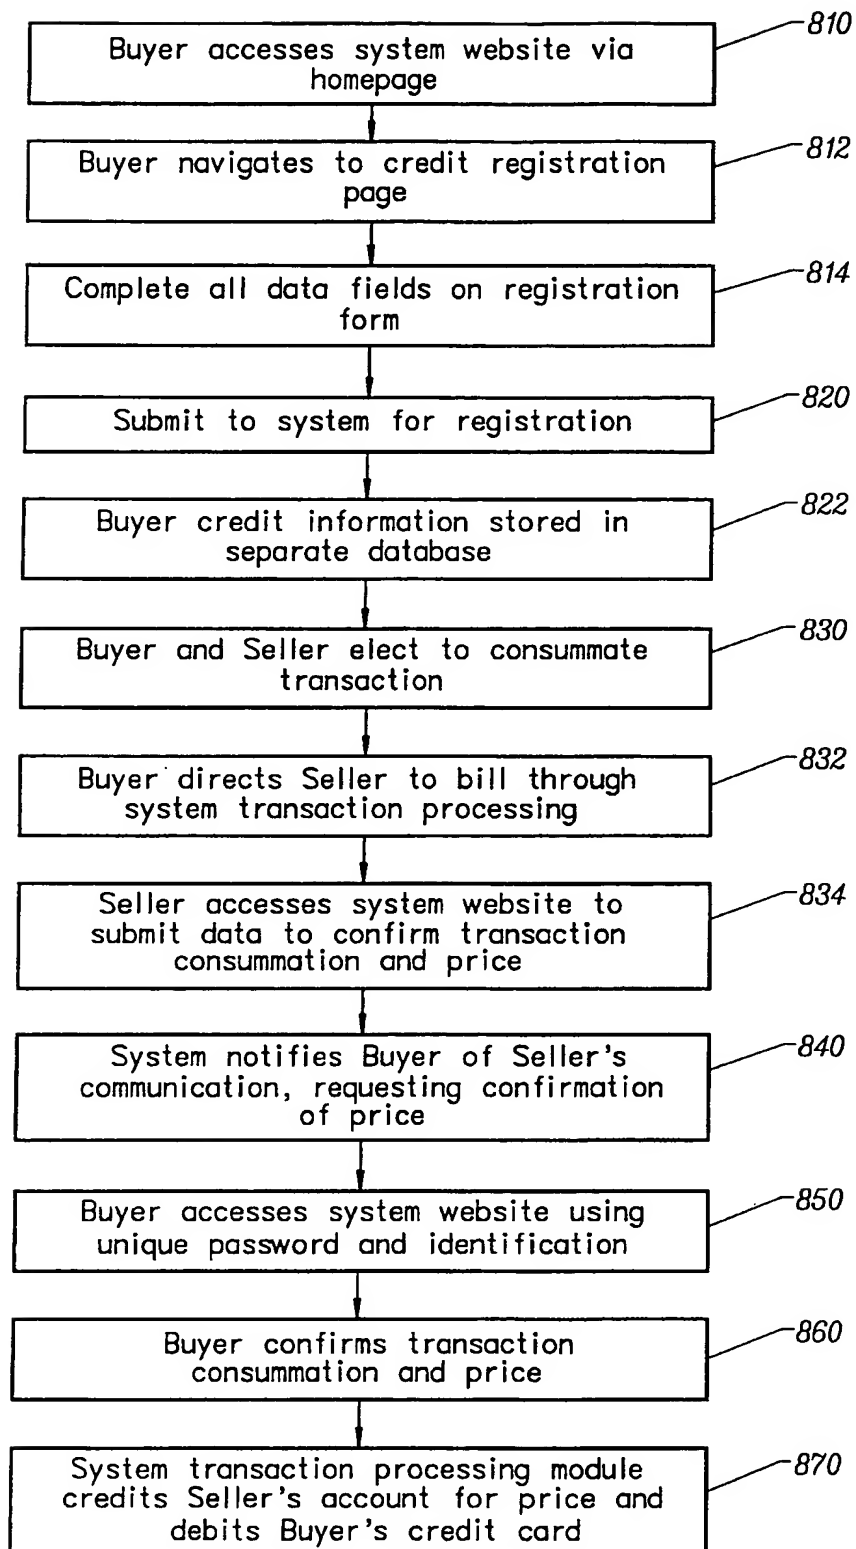 810
Buyer accesses system website via
homepage
812
Buyer navigates to credit registration
page
814
Complete all data fields on registration
form
820
Submit to system for registration
822
Buyer credit information stored in
separate database
830
Buyer and Seller elect to consummate
transaction
832
Buyer directs Seller to bill through
system transaction processing
834
Seller accesses system website to
submit data to confirm transaction
consummation and price
840
System notifies Buyer of Seller's
communication, requesting confirmation
of price
850
Buyer accesses system website using
unique password and identification
860
Buyer confirms transaction
consummation and price
870
System transaction processing module
credits Seller's account for price and
debits Buyer's credit card